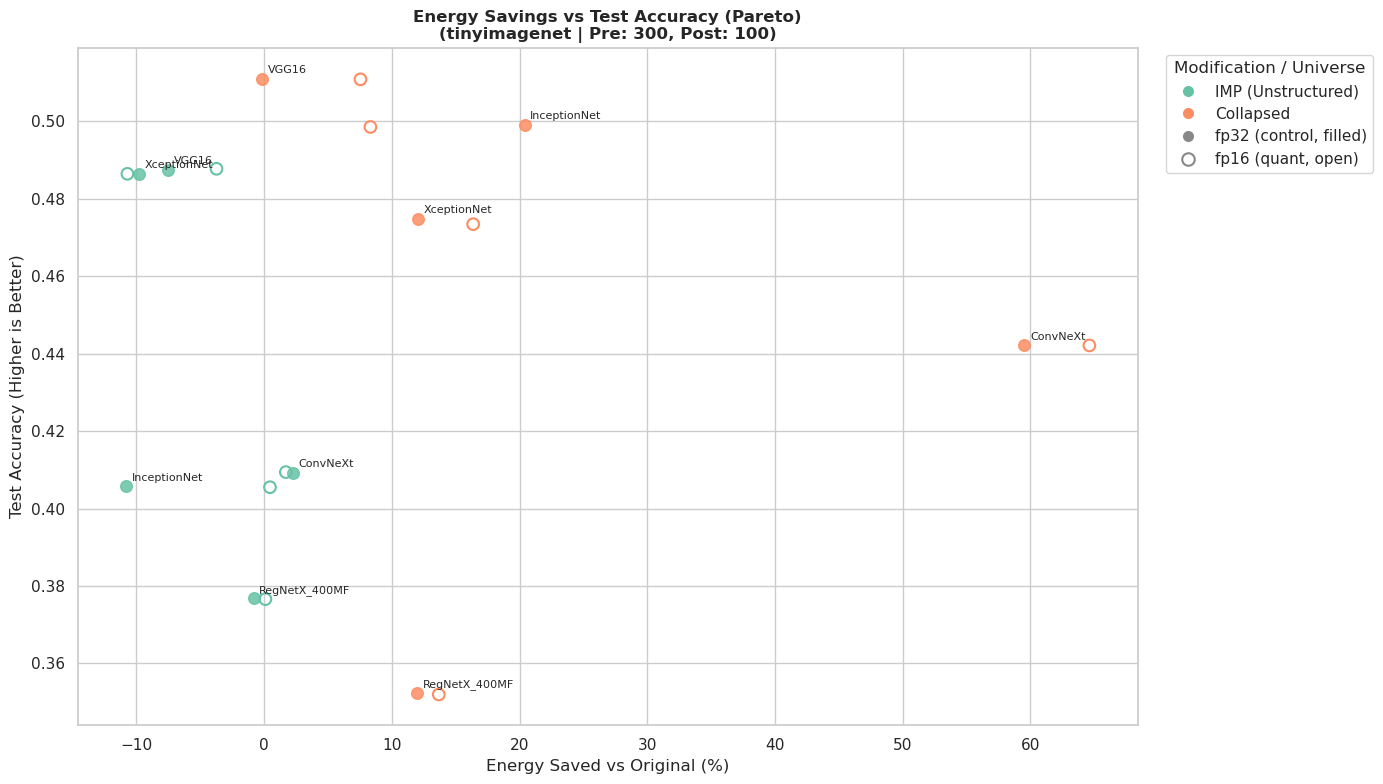 Energy Savings vs Test Accuracy (Pareto)
(tinyimagenet | Pre: 300, Post: 100)
Modification / Universe
IMP (Unstructured)
Collapsed
fp32 (control, filled)
fp16 (quant, open)
Test Accuracy (Higher is Better)
0.50
0.48
0.46
0.44
0.42
0.40
0.38
0.36
VGG16
InceptionNet
VGG16
XceptionNet
XceptionNet
ConvNeXt
ConvNeXt
InceptionNet
RegNetX_400MF
RegNetX_400MF
−10
0
10
20
30
40
50
60
Energy Saved vs Original (%)